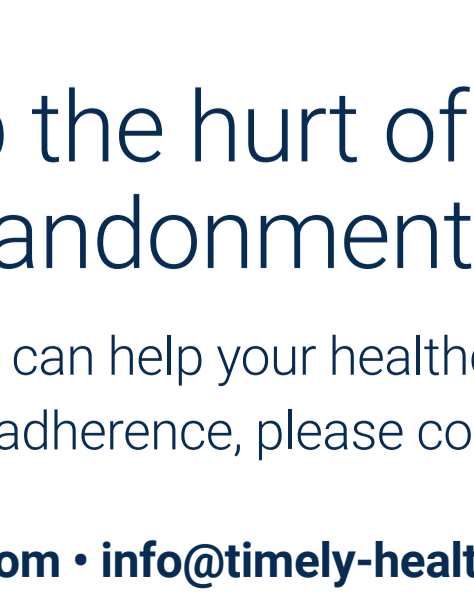 the hurt of
andonment
can help your health
adherence, please co
om • info@timely-healt